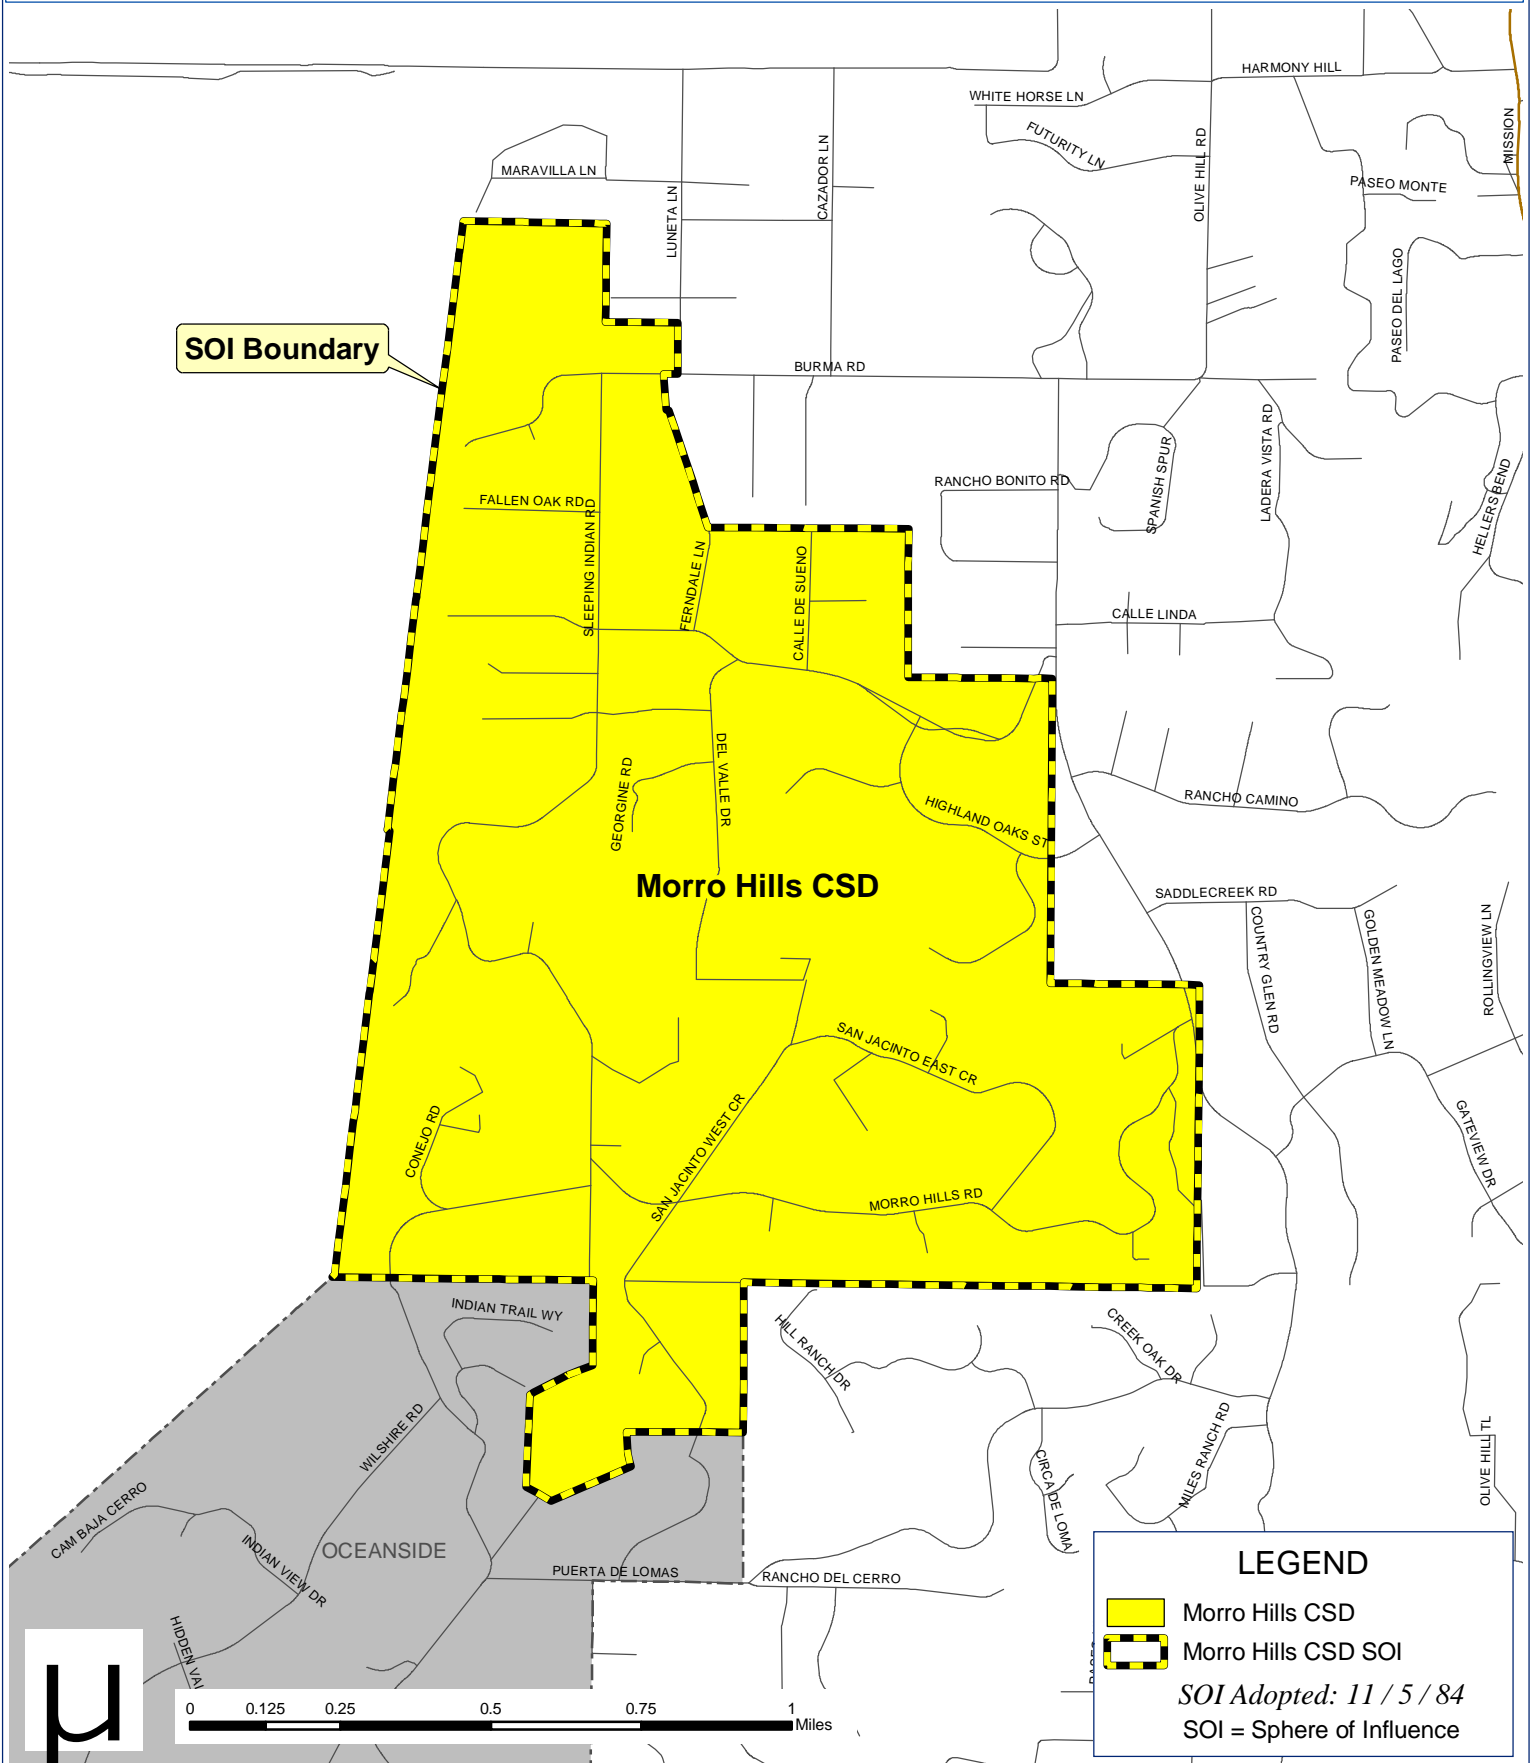 HARMONY HILL
WHITE HORSE LN
FUTURITY LN
MISSION
OLIVE HILL RD
CAZADOR LN
MARAVILLA LN
PASEO MONTE
LUNETA LN
PASEO DEL LAGO
SOI Boundary
BURMA RD
LADERA VISTA RD
SPANISH SPUR
RANCHO BONITO RD
HELLERS BEND
FALLEN OAK RD
SLEEPING INDIAN RD
FERNDALE LN
CALLE DE SUENO
CALLE LINDA
DEL VALLE DR
GEORGINE RD
HIGHLAND OAKS ST
RANCHO CAMINO
Morro Hills CSD
SADDLECREEK RD
COUNTRY GLEN RD
GOLDEN MEADOW LN
ROLLINGVIEW LN
SAN JACINTO EAST CR
SAN JACINTO WEST CR
CONEJO RD
GATEVIEW DR
MORRO HILLS RD
INDIAN TRAIL WY
HILL RANCH DR
CREEK OAK DR
WILSHIRE RD
MILES RANCH RD
OLIVE HILL TL
CIRCA DE LOMA
CAM BAJA CERRO
INDIAN VIEW DR
OCEANSIDE
PUERTA DE LOMAS
RANCHO DEL CERRO
HIDDEN VAL
LEGEND
Morro Hills CSD
Morro Hills CSD SOI
SOI Adopted: 11 / 5 / 84
SOI = Sphere of Influence
µ
0 0.125 0.25 0.5 0.75 1
Miles